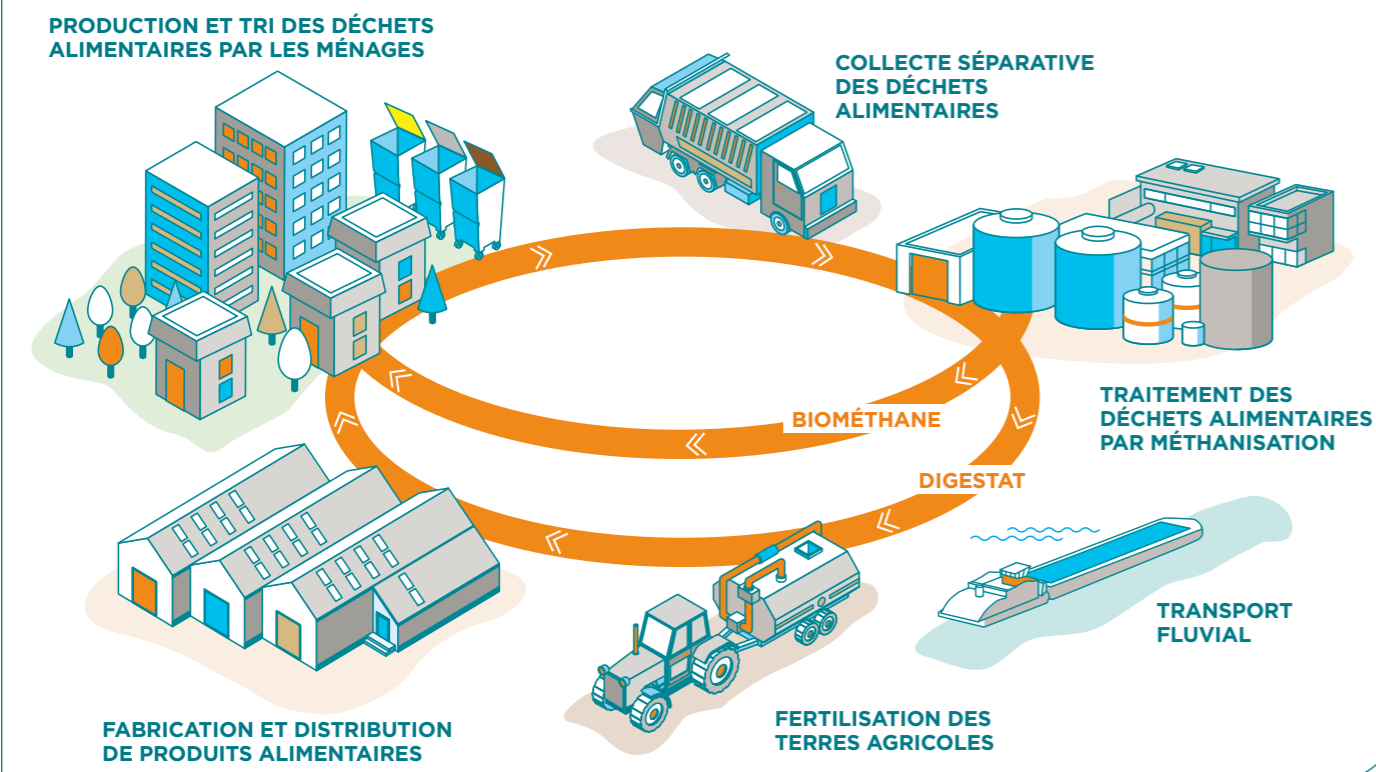 PRODUCTION ET TRI DES DÉCHETS
ALIMENTAIRES PAR LES MÉNAGES
COLLECTE SÉPARATIVE
DES DÉCHETS
ALIMENTAIRES
TRAITEMENT DES
DÉCHETS ALIMENTAIRES
PAR MÉTHANISATION
BIOMÉTHANE
DIGESTAT
TRANSPORT
FLUVIAL
FERTILISATION DES
TERRES AGRICOLES
FABRICATION ET DISTRIBUTION
DE PRODUITS ALIMENTAIRES